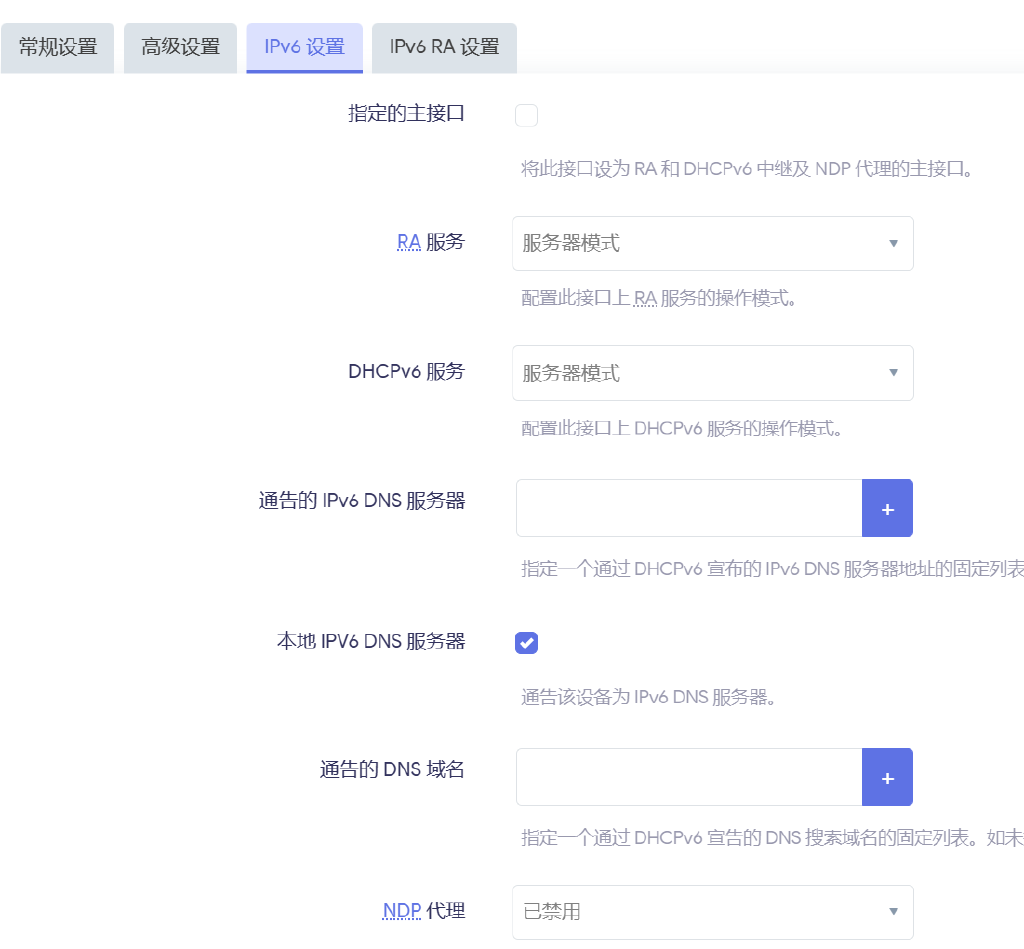 常规设置 高级设置 IPv6 设置 IPv6 RA 设置
指定的主接口
将此接口设为 RA 和 DHCPv6 中继及 NDP 代理的主接口。
RA 服务 服务器模式
配置此接口上 RA 服务的操作模式。
DHCPv6 服务 服务器模式
配置此接口上 DHCPv6 服务的操作模式。
通告的 IPv6 DNS 服务器 +
指定一个通过 DHCPv6 宣布的 IPv6 DNS 服务器地址的固定列表
本地 IPV6 DNS 服务器
通告该设备为 IPv6 DNS 服务器。
通告的 DNS 域名 +
指定一个通过 DHCPv6 宣告的 DNS 搜索域名的固定列表。如未
NDP 代理 已禁用